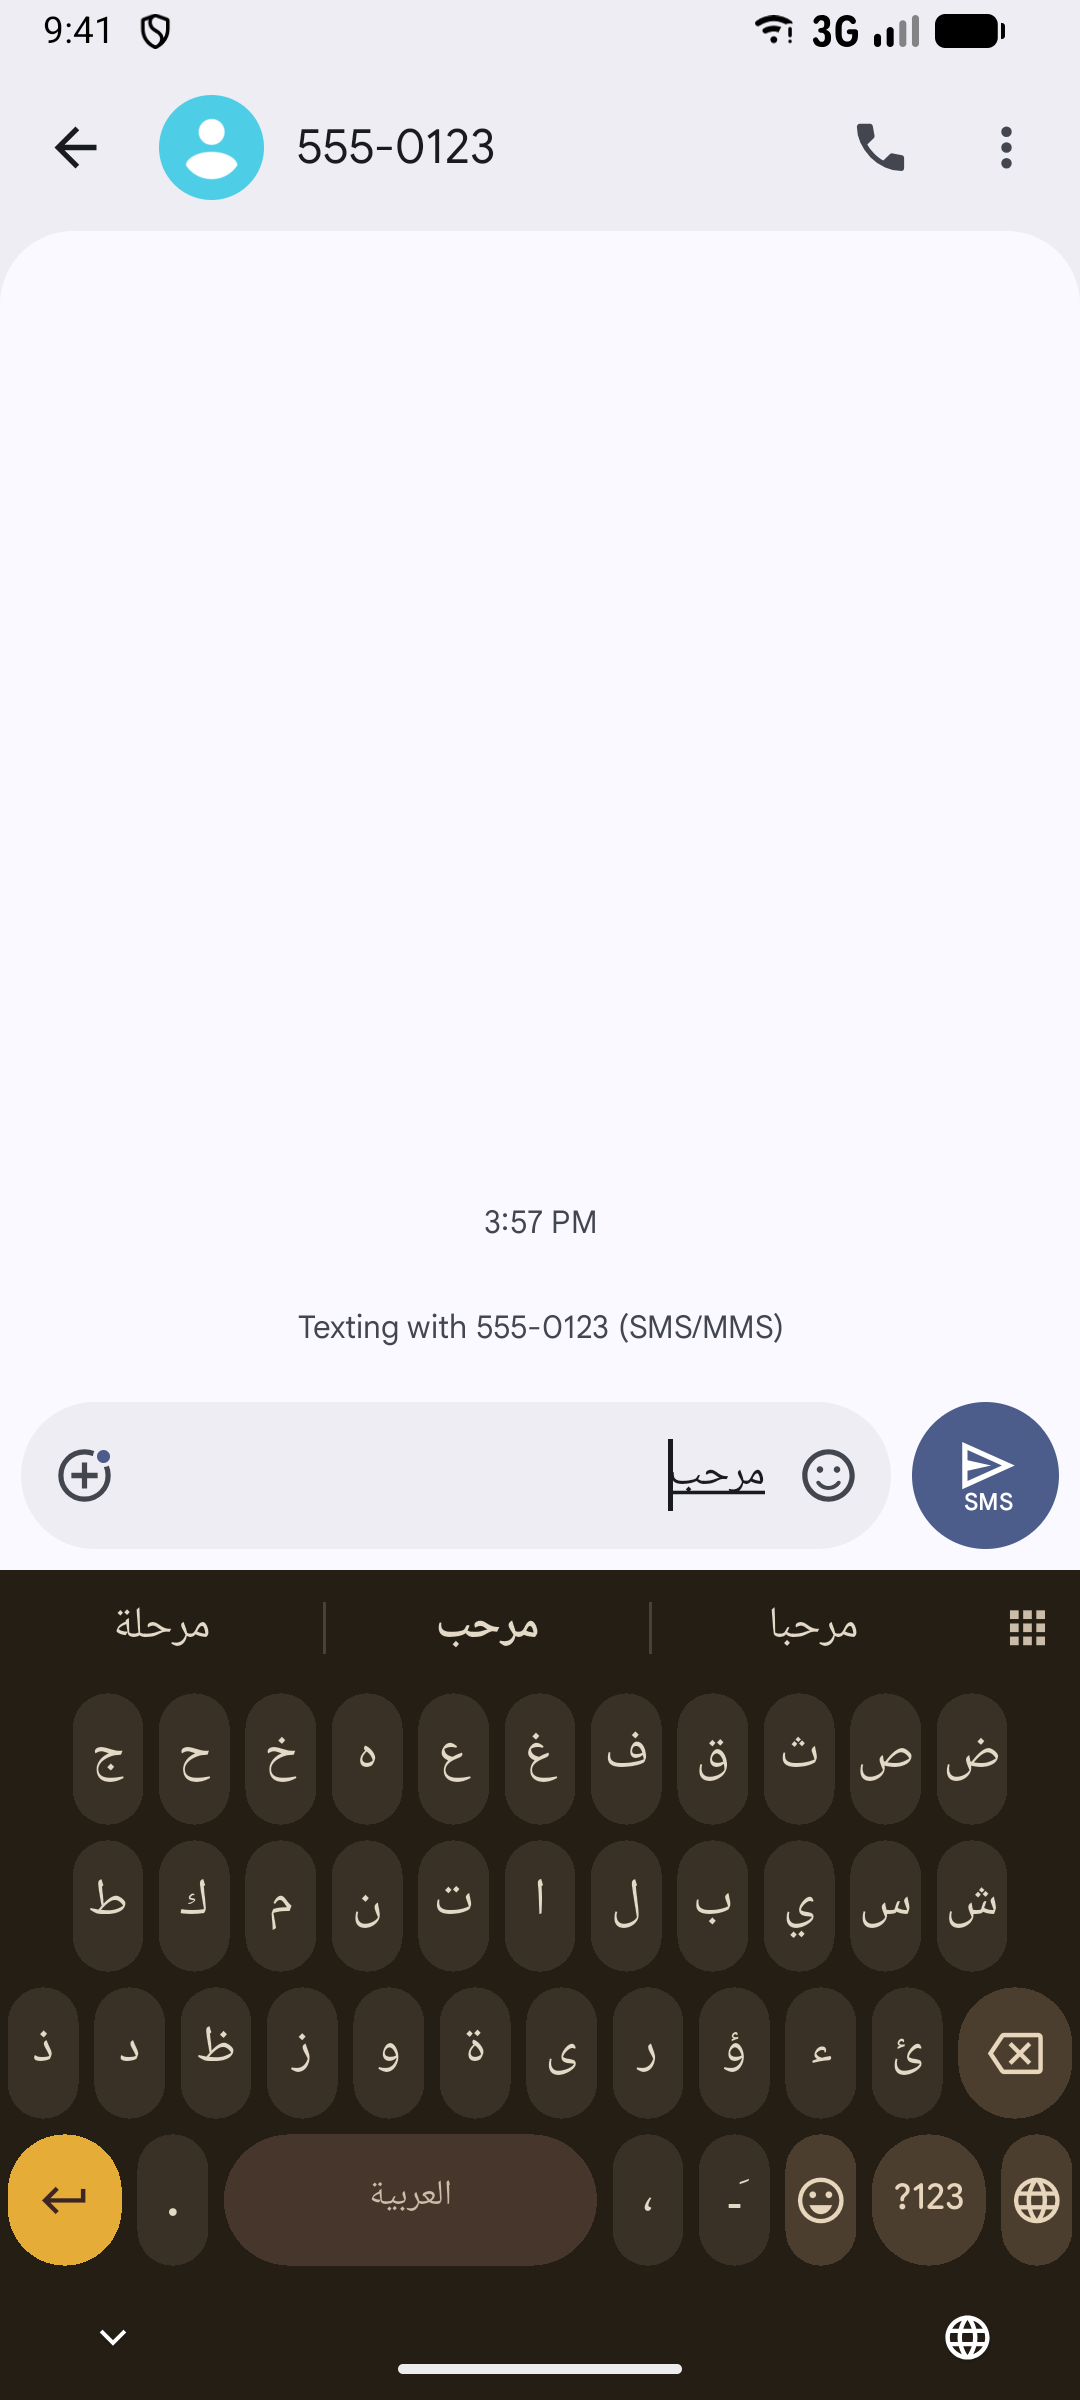 9:41
3G
555-0123
3:57 PM
Texting with 555-0123 (SMS/MMS)
مرحب
SMS
مرحبا مرحب مرحلة
ض ص ث ق ف غ ع ه خ ح ج
ش س ي ب ل ا ت ن م ك ط
ئ ء ؤ ر ى ة و ز ظ د ذ
?123 ـَ ، العربية .